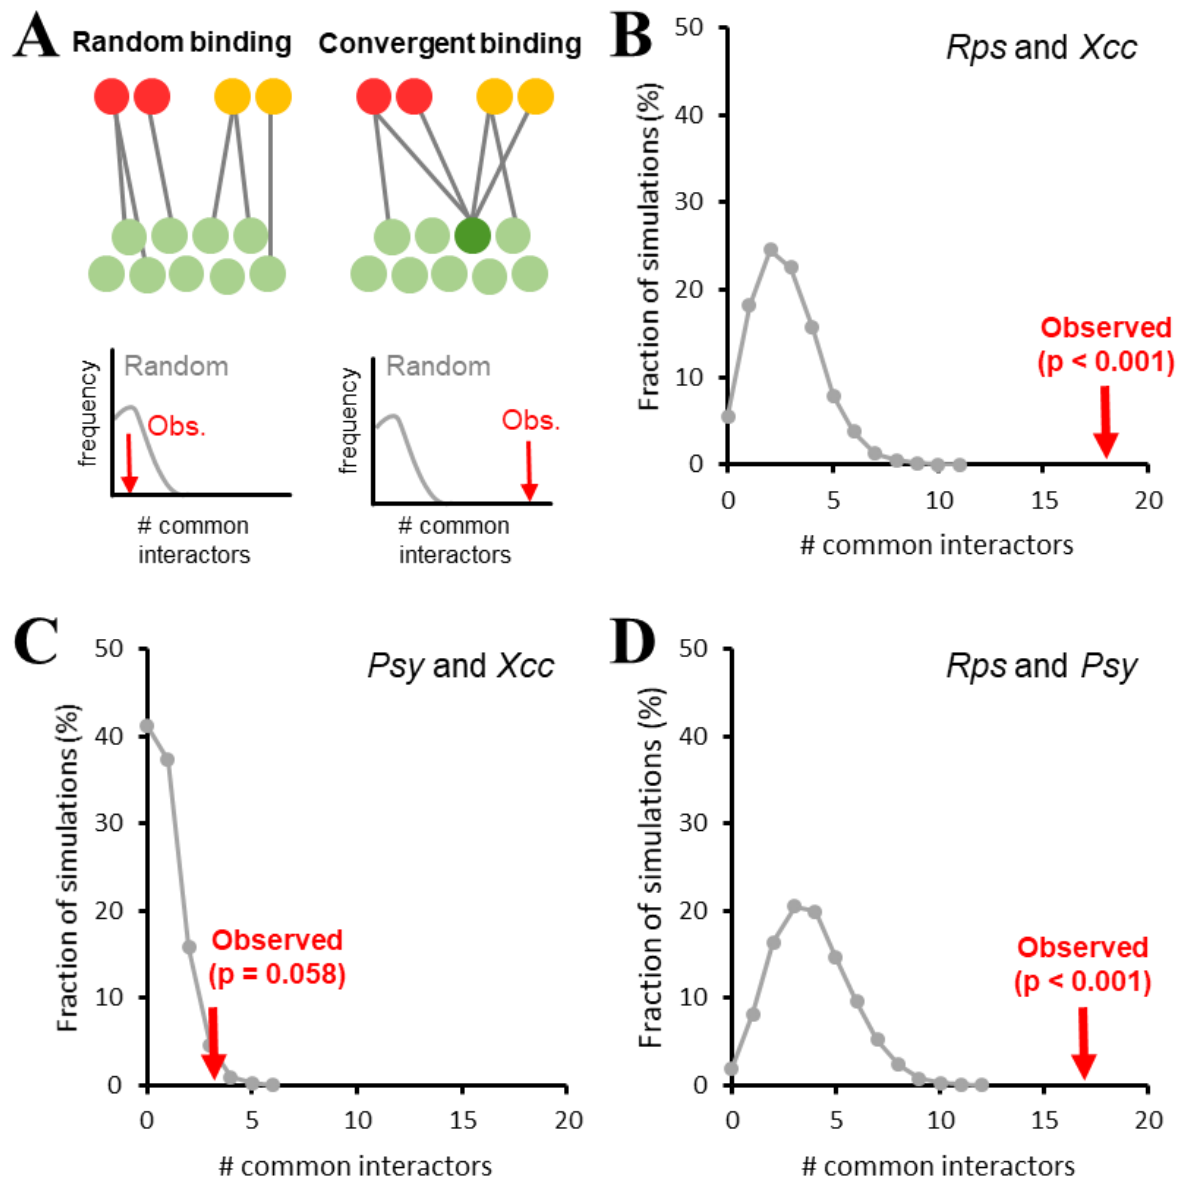 A
Random binding
Convergent binding
frequency
Random
Obs.
# common
interactors
frequency
Random
Obs.
# common
interactors
B
Rps and Xcc
Fraction of simulations (%)
50
40
30
20
10
0
Observed
(p < 0.001)
0 5 10 15 20
# common interactors
C
Psy and Xcc
Fraction of simulations (%)
50
40
30
20
10
0
Observed
(p = 0.058)
0 5 10 15 20
# common interactors
D
Rps and Psy
Fraction of simulations (%)
50
40
30
20
10
0
Observed
(p < 0.001)
0 5 10 15 20
# common interactors